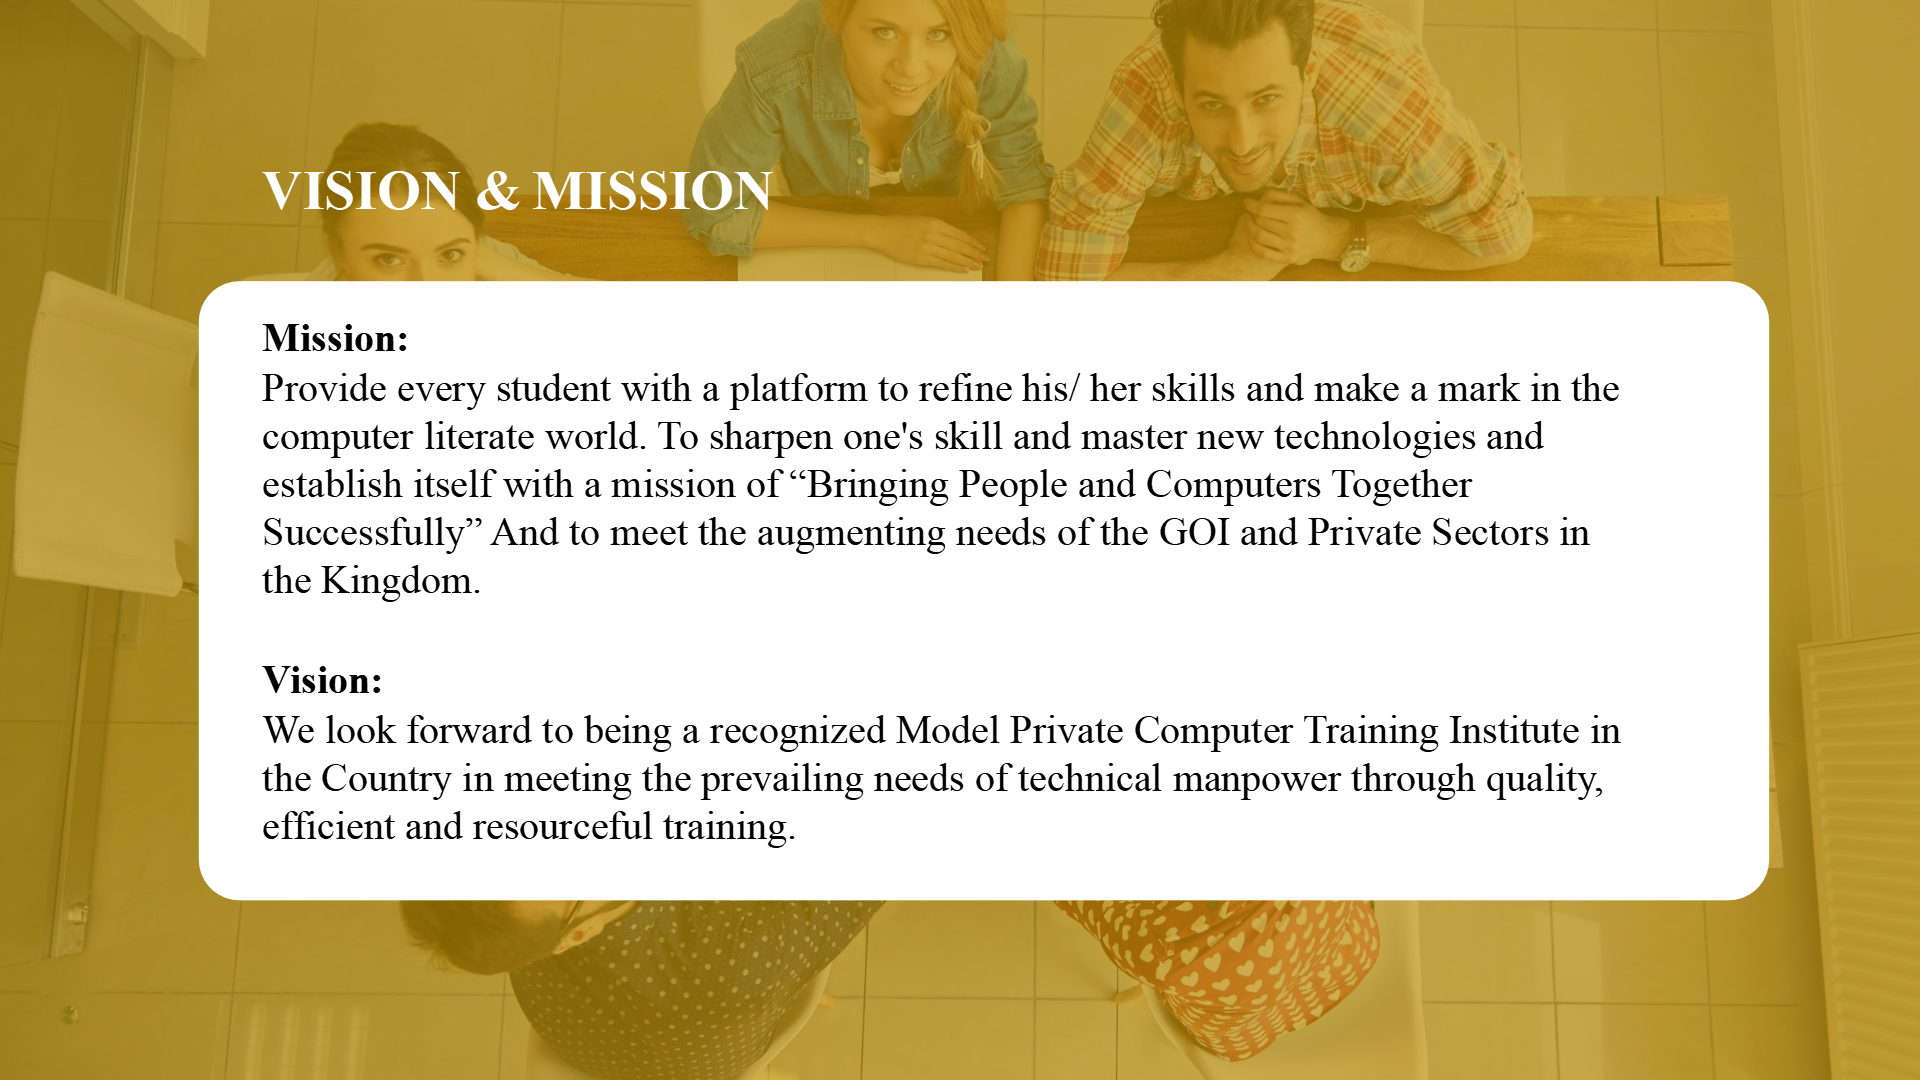 VISION & MISSION
Mission:
Provide every student with a platform to refine his/ her skills and make a mark in the
computer literate world. To sharpen one's skill and master new technologies and
establish itself with a mission of “Bringing People and Computers Together
Successfully” And to meet the augmenting needs of the GOI and Private Sectors in
the Kingdom.
Vision:
We look forward to being a recognized Model Private Computer Training Institute in
the Country in meeting the prevailing needs of technical manpower through quality,
efficient and resourceful training.